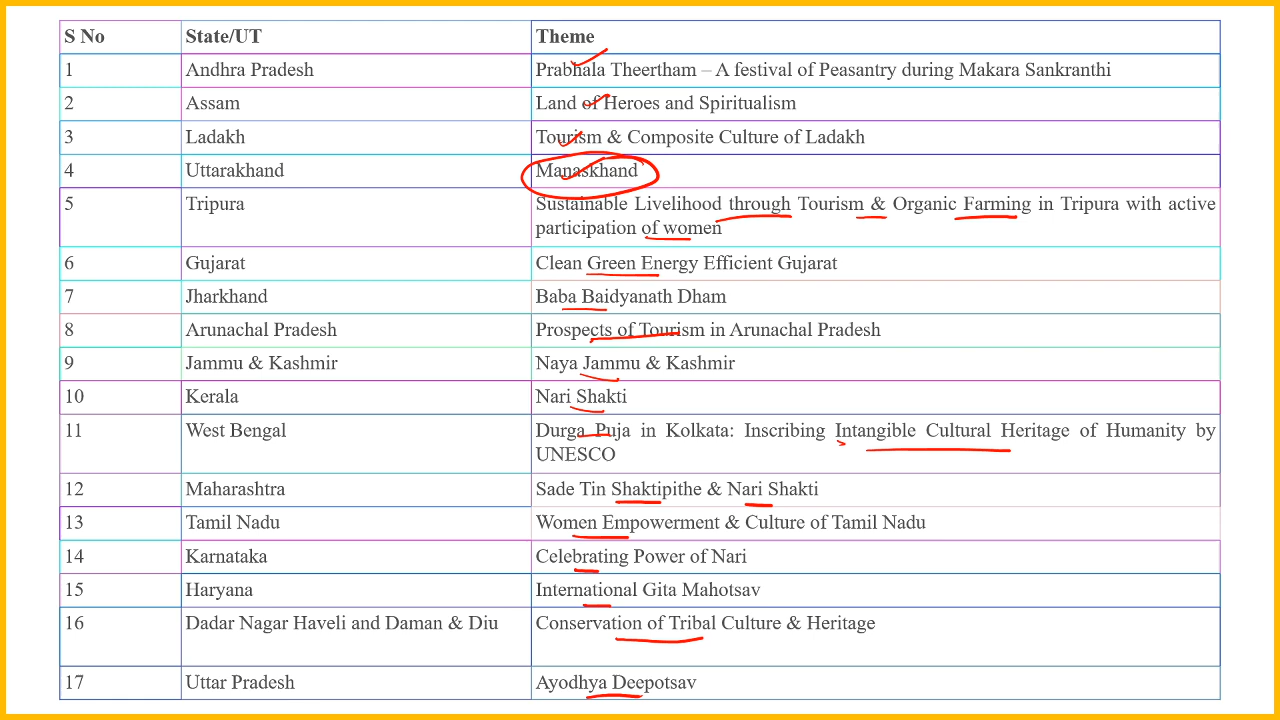 S No State/UT Theme
1 Andhra Pradesh Prabhala Theertham – A festival of Peasantry during Makara Sankranthi
2 Assam Land of Heroes and Spiritualism
3 Ladakh Tourism & Composite Culture of Ladakh
4 Uttarakhand Manaskhand
5 Tripura Sustainable Livelihood through Tourism & Organic Farming in Tripura with active
participation of women
6 Gujarat Clean Green Energy Efficient Gujarat
7 Jharkhand Baba Baidyanath Dham
8 Arunachal Pradesh Prospects of Tourism in Arunachal Pradesh
9 Jammu & Kashmir Naya Jammu & Kashmir
10 Kerala Nari Shakti
11 West Bengal Durga Puja in Kolkata: Inscribing Intangible Cultural Heritage of Humanity by
UNESCO
12 Maharashtra Sade Tin Shaktipithe & Nari Shakti
13 Tamil Nadu Women Empowerment & Culture of Tamil Nadu
14 Karnataka Celebrating Power of Nari
15 Haryana International Gita Mahotsav
16 Dadar Nagar Haveli and Daman & Diu Conservation of Tribal Culture & Heritage
17 Uttar Pradesh Ayodhya Deepotsav